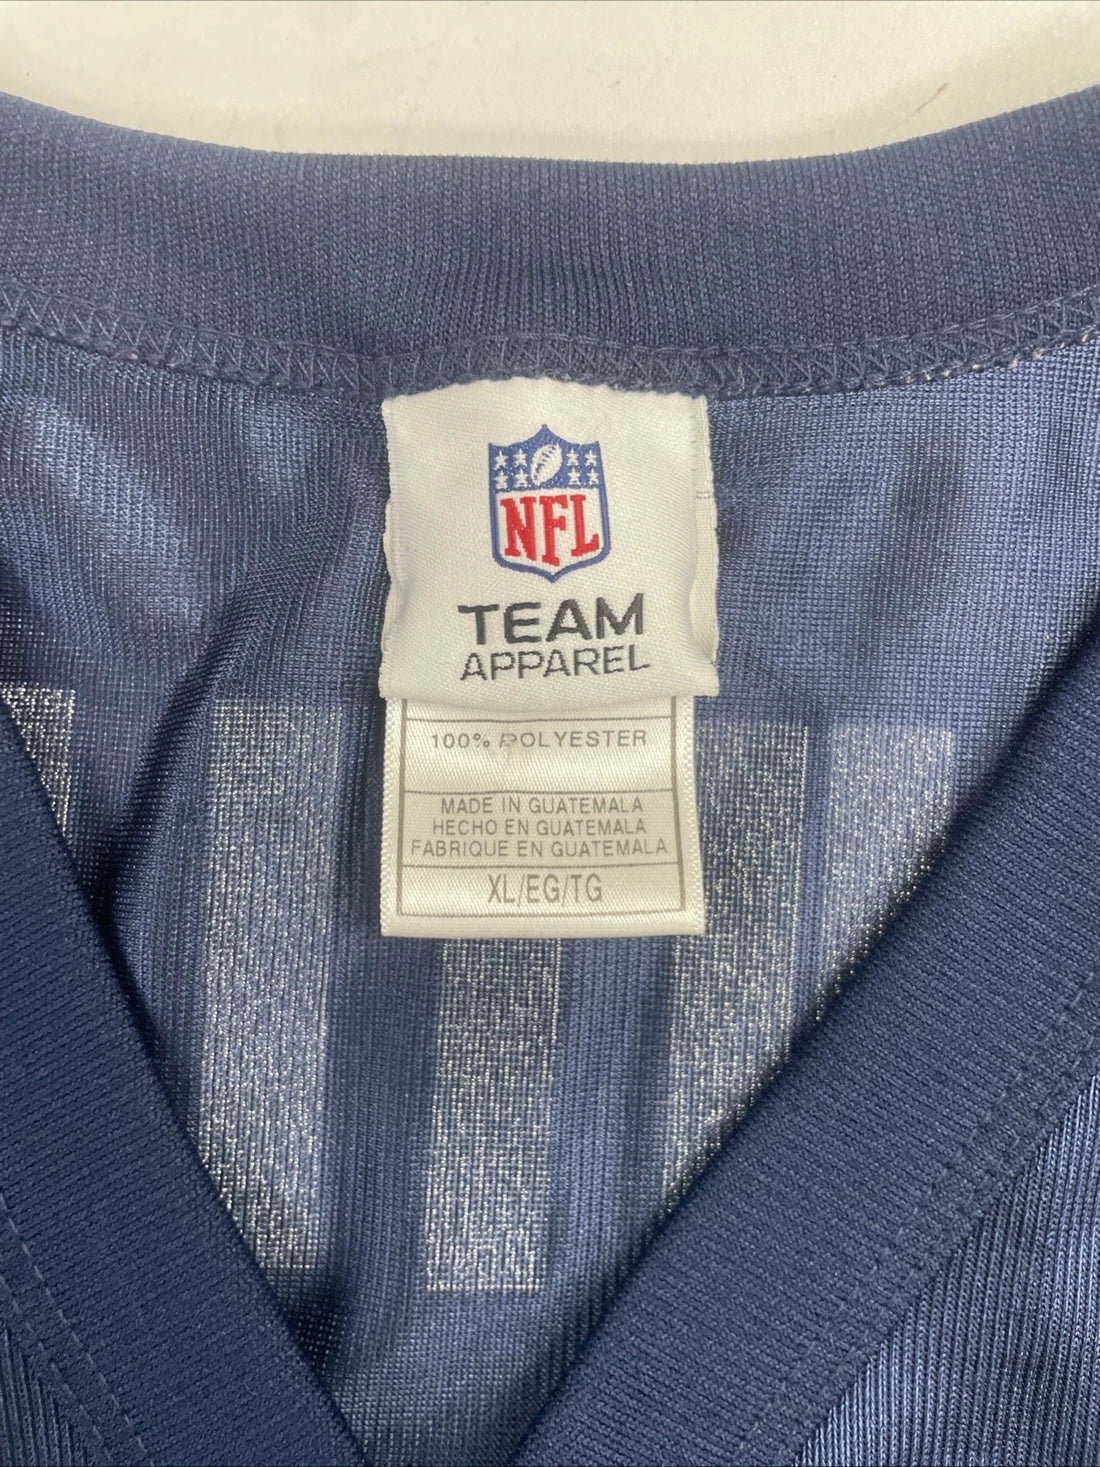 NFL
TEAM
APPAREL
100% POLYESTER
MADE IN GUATEMALA
HECHO EN GUATEMALA
FABRIQUE EN GUATEMALA
XL/EG/TG